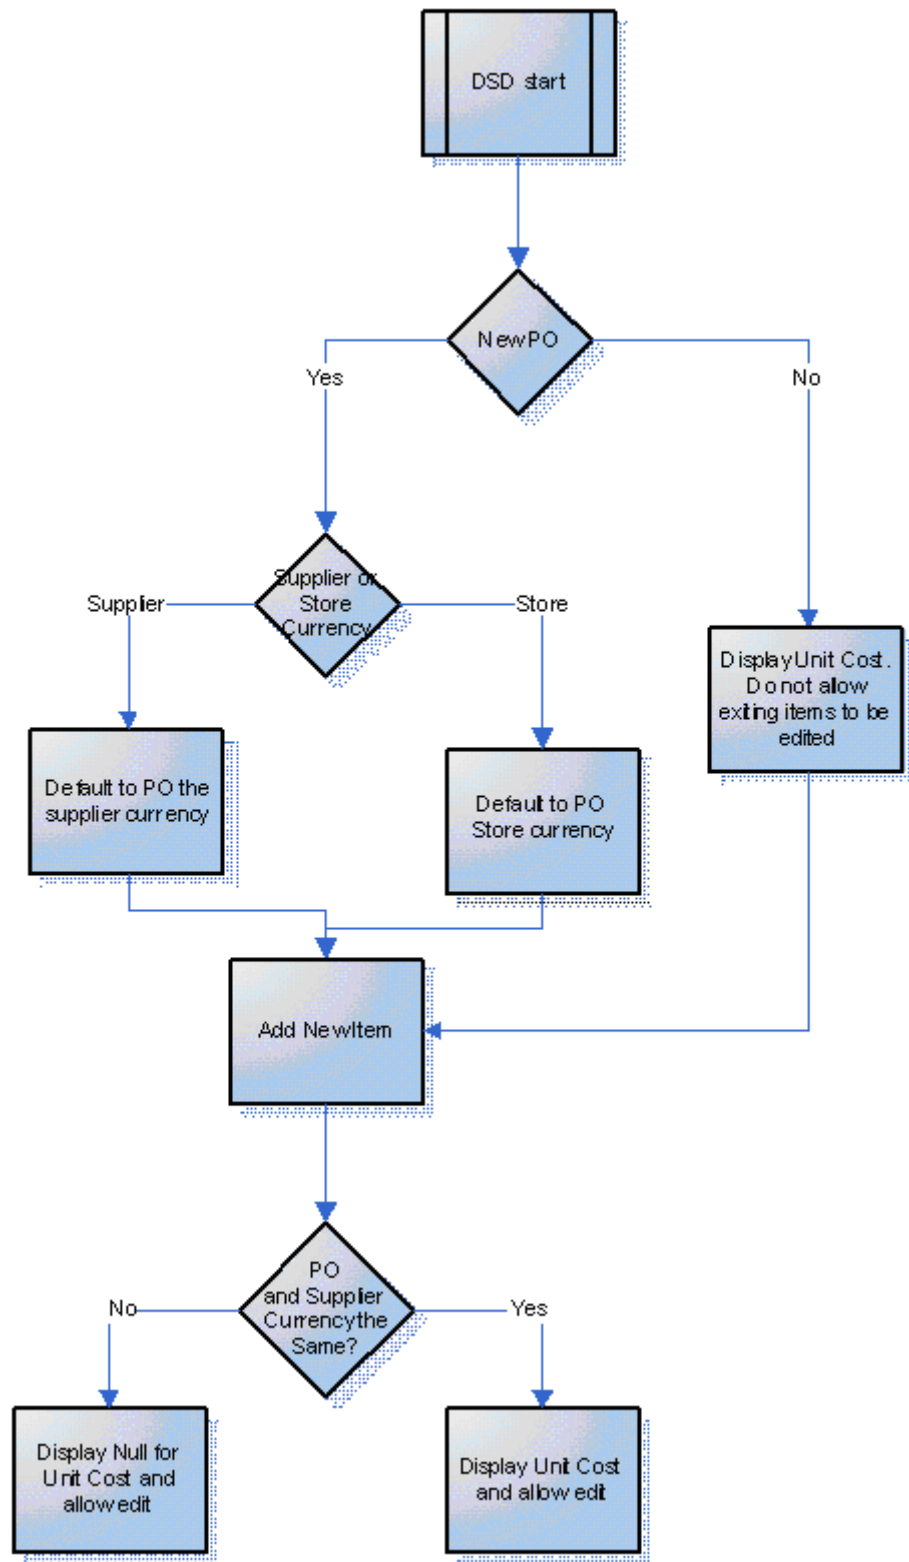 DSD start
New PO
Yes
No
Supplier or
Store
Currency
Supplier
Store
Display Unit Cost.
Do not allow
exiting items to be
edited
Default to PO the
supplier currency
Default to PO
Store currency
Add New Item
PO
and Supplier
Currency the
Same?
No
Yes
Display Null for
Unit Cost and
allow edit
Display Unit Cost
and allow edit